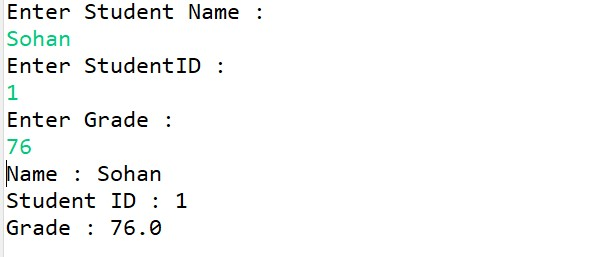 Enter Student Name :
Sohan
Enter StudentID :
1
Enter Grade :
76
Name : Sohan
Student ID : 1
Grade : 76.0